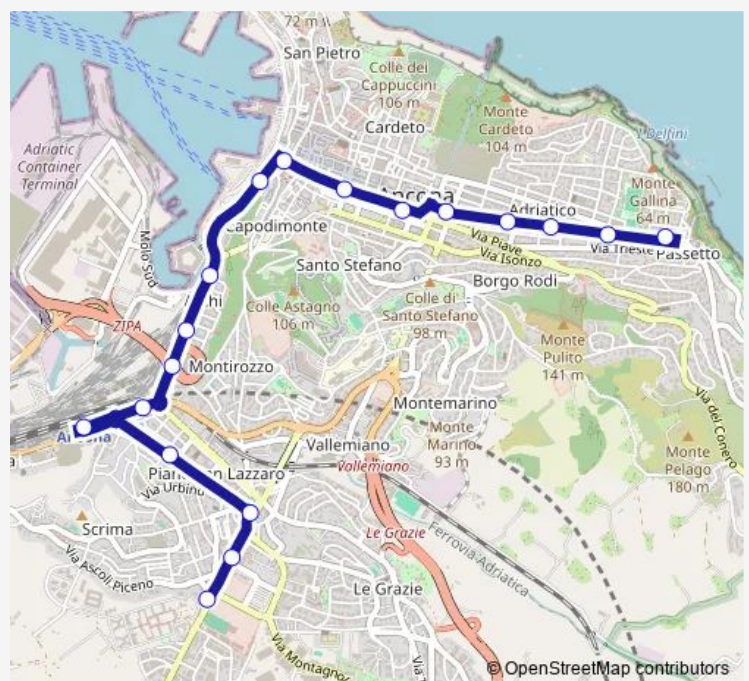 72 m
San Pietro
Colle dei
Cappuccini
106 m
Monte
Cardeto
104 m
Cardeto
I Delfini
Adriatic
Container
Terminal
Monte
Gallina
64 m
Ancona
Adriatico
Capodimonte
Via Piave
Via Trieste
Passetto
Via Isonzo
Molo Sud
Santo Stefano
Borgo Rodi
Colle Astagno
106 m
Colle di
Santo Stefano
98 m
ZIPA
Monte
Pulito
141 m
Montirozzo
Via del Conero
Montemarino
Monte
Marino
93 m
Vallemiano
Vallemiano
Monte
Pelago
180 m
Via Urbino
Scrima
Le Grazie
Ferrovia Adriatica
Via Ascoli Piceno
Le Grazie
Via Montagna
© OpenStreetMap contributors